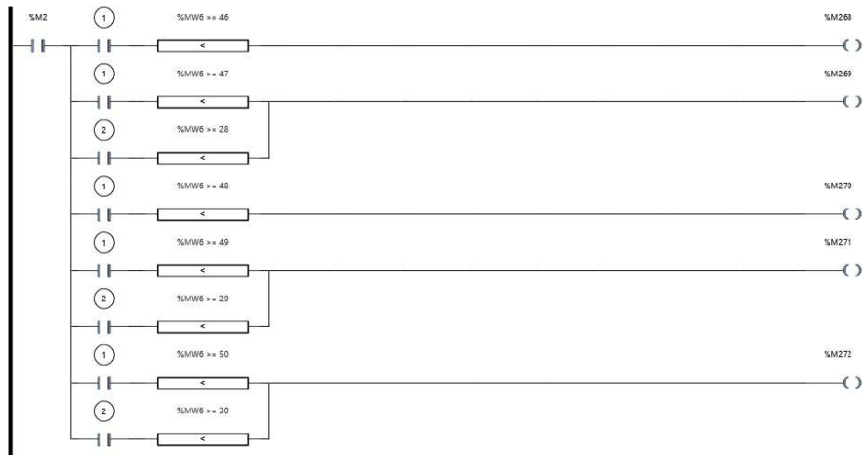 %M2 1 %MW6 >= 46 %M268
<
1 %MW6 >= 47 %M269
<
2 %MW6 >= 28
<
1 %MW6 >= 48 %M270
<
1 %MW6 >= 49 %M271
<
2 %MW6 >= 29
<
1 %MW6 >= 50 %M272
<
2 %MW6 >= 30
<